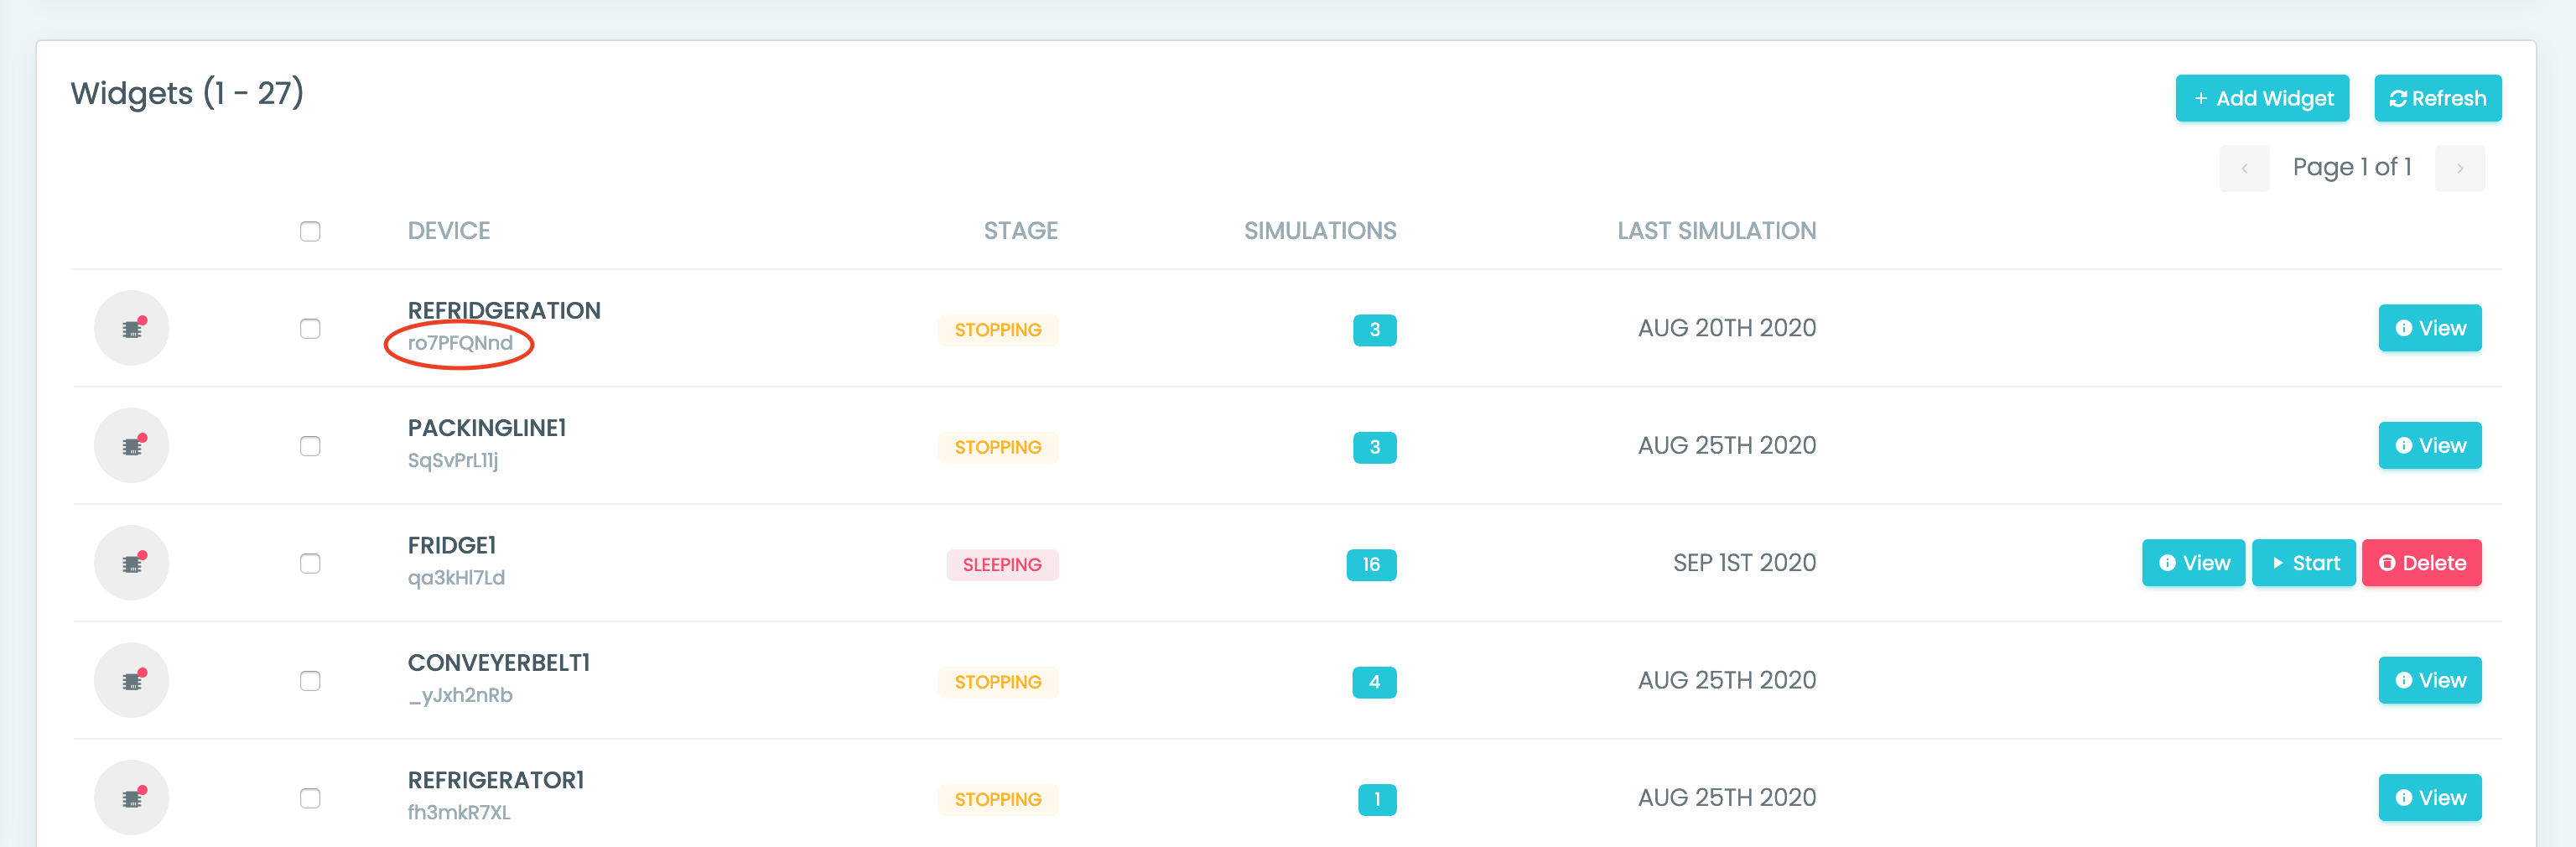 Widgets (1 - 27)
+ Add Widget
Refresh
‹ Page 1 of 1 ›
DEVICE STAGE SIMULATIONS LAST SIMULATION
REFRIDGERATION
ro7PFQNnd
STOPPING 3 AUG 20TH 2020 View
PACKINGLINE1
SqSvPrL11j
STOPPING 3 AUG 25TH 2020 View
FRIDGE1
qa3kHl7Ld
SLEEPING 16 SEP 1ST 2020 View Start Delete
CONVEYERBELT1
_yJxh2nRb
STOPPING 4 AUG 25TH 2020 View
REFRIGERATOR1
fh3mkR7XL
STOPPING 1 AUG 25TH 2020 View